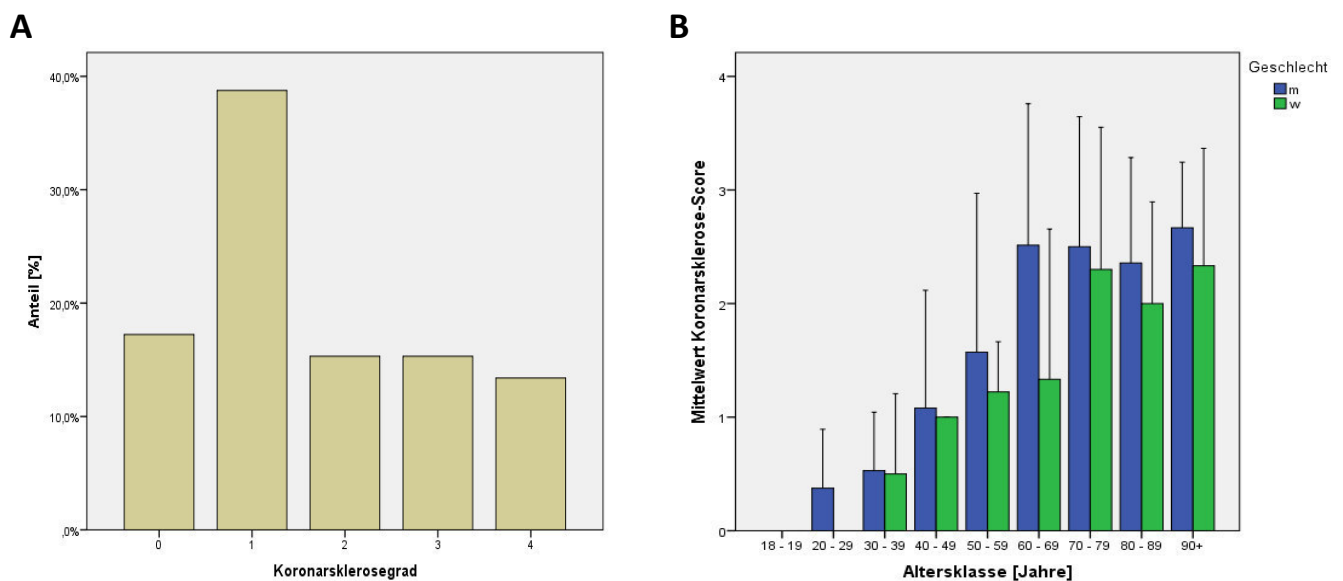 A
40,0%
30,0%
20,0%
10,0%
,0%
Anteil [%]
0 1 2 3 4
Koronarsklerosegrad
B
4
3
2
1
0
Mittelwert Koronarsklerose-Score
18 - 19 20 - 29 30 - 39 40 - 49 50 - 59 60 - 69 70 - 79 80 - 89 90+
Altersklasse [Jahre]
Geschlecht
m
w